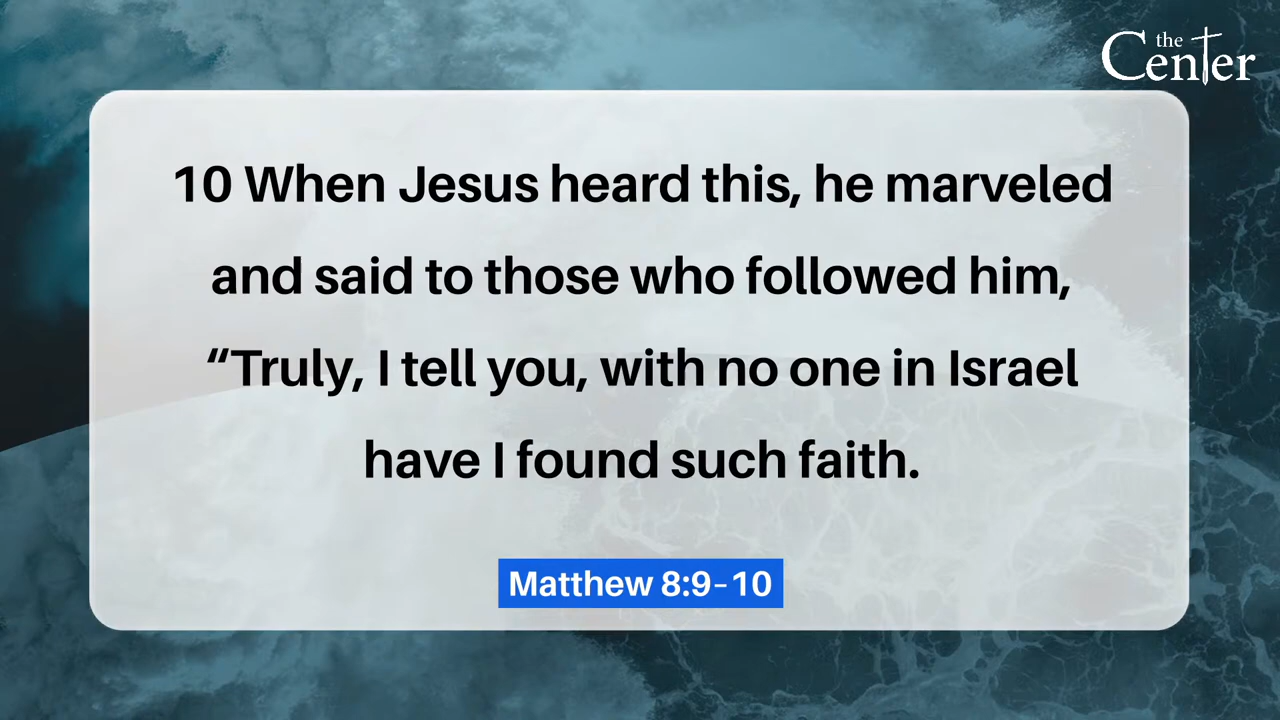 the
Center
10 When Jesus heard this, he marveled
and said to those who followed him,
“Truly, I tell you, with no one in Israel
have I found such faith.
Matthew 8:9–10